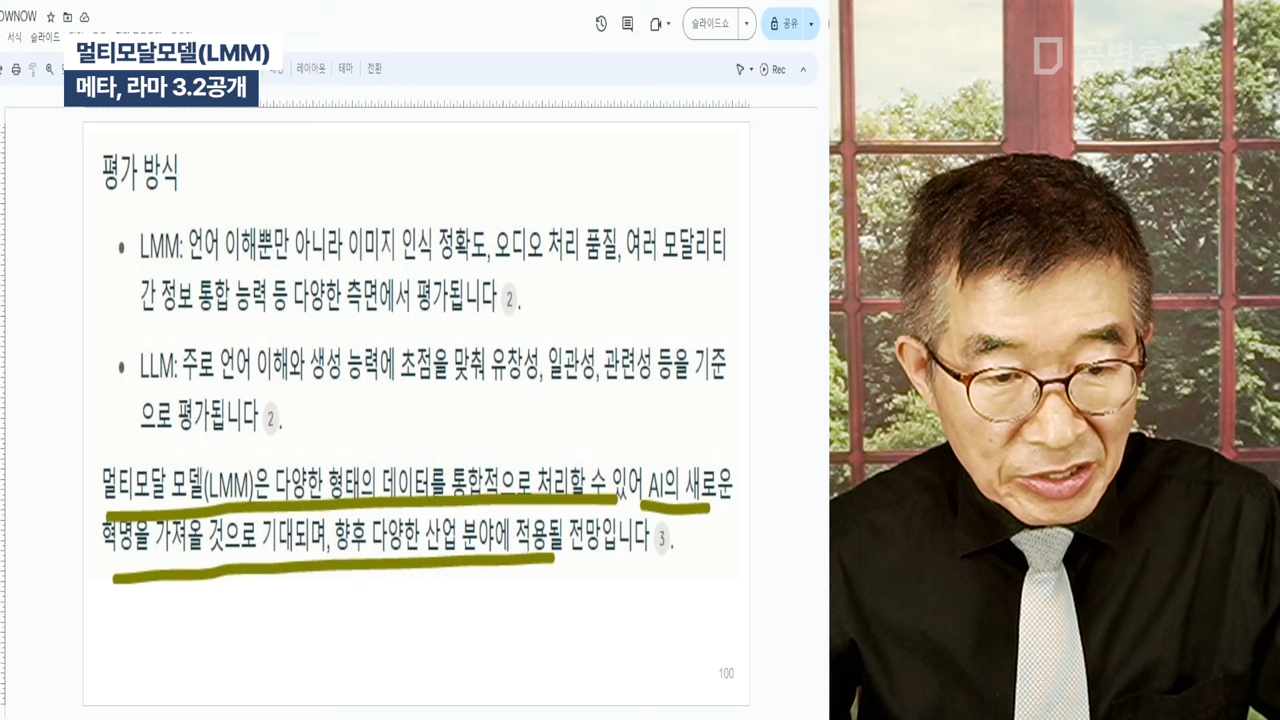 OWNOW
서식 슬라이드
슬라이드쇼
공유
멀티모달모델(LMM)
메타, 라마 3.2공개
레이아웃 테마 전환
Rec
공병호TV
평가 방식
• LMM: 언어 이해뿐만 아니라 이미지 인식 정확도, 오디오 처리 품질, 여러 모달리티
간 정보 통합 능력 등 다양한 측면에서 평가됩니다 2.
• LLM: 주로 언어 이해와 생성 능력에 초점을 맞춰 유창성, 일관성, 관련성 등을 기준
으로 평가됩니다 2.
멀티모달 모델(LMM)은 다양한 형태의 데이터를 통합적으로 처리할 수 있어 AI의 새로운
혁명을 가져올 것으로 기대되며, 향후 다양한 산업 분야에 적용될 전망입니다 3.
100